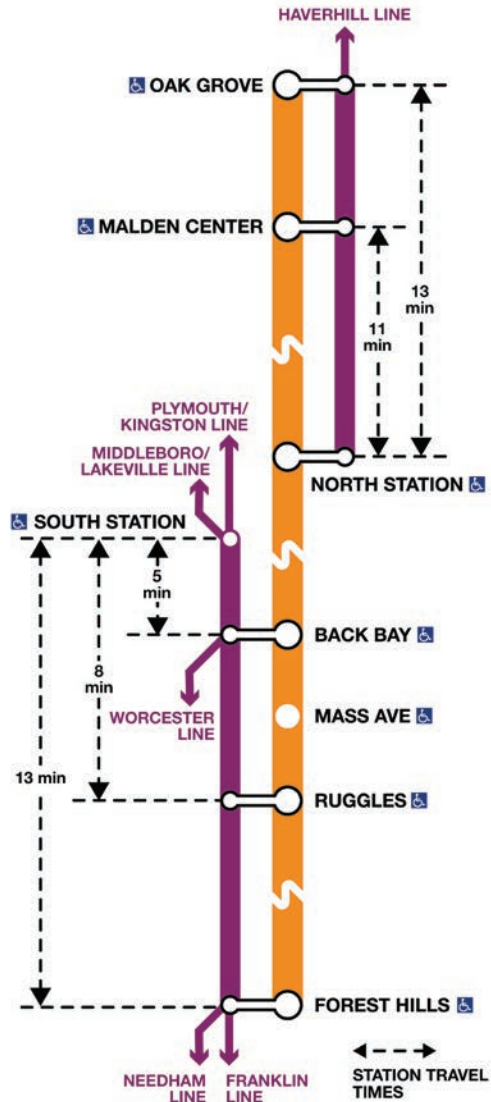 HAVERHILL LINE
OAK GROVE
MALDEN CENTER
13
min
11
min
PLYMOUTH/
KINGSTON LINE
MIDDLEBORO/
LAKEVILLE LINE
NORTH STATION
SOUTH STATION
5
min
BACK BAY
8
min
WORCESTER
LINE
MASS AVE
13 min
RUGGLES
FOREST HILLS
NEEDHAM
LINE
FRANKLIN
LINE
STATION TRAVEL
TIMES